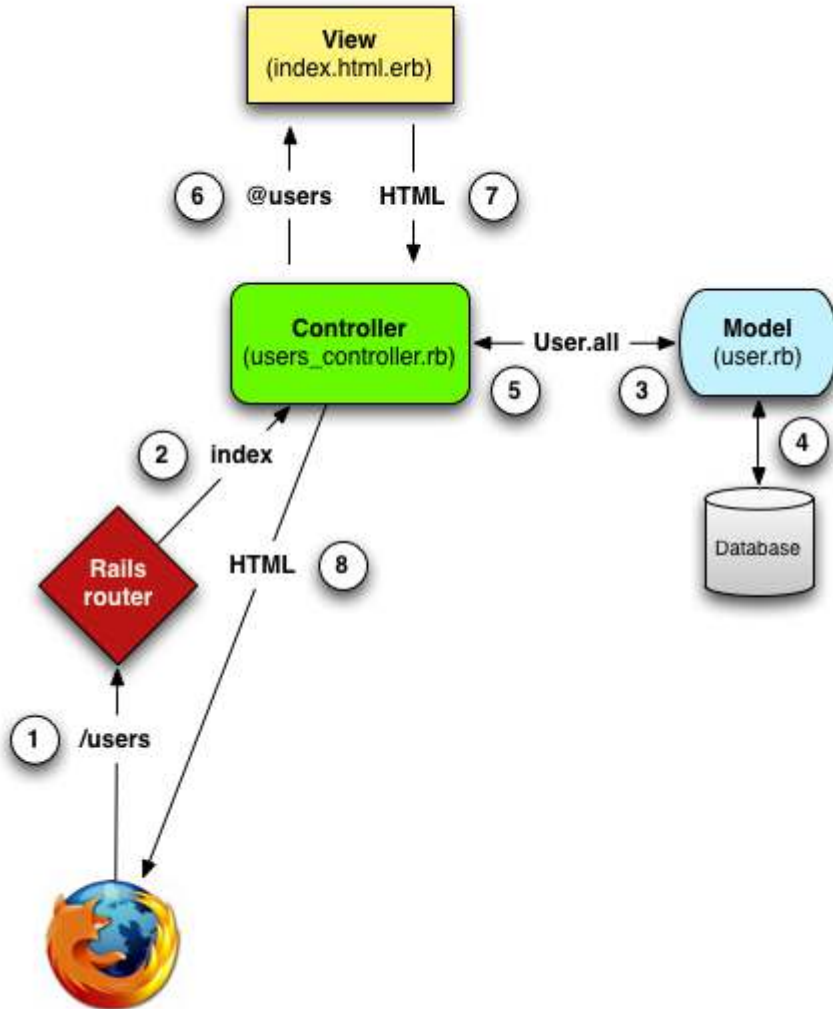 View
(index.html.erb)
6 @users HTML 7
Controller
(users_controller.rb)
User.all
Model
(user.rb)
5 3
4
2 index
Database
Rails
router
HTML 8
1 /users